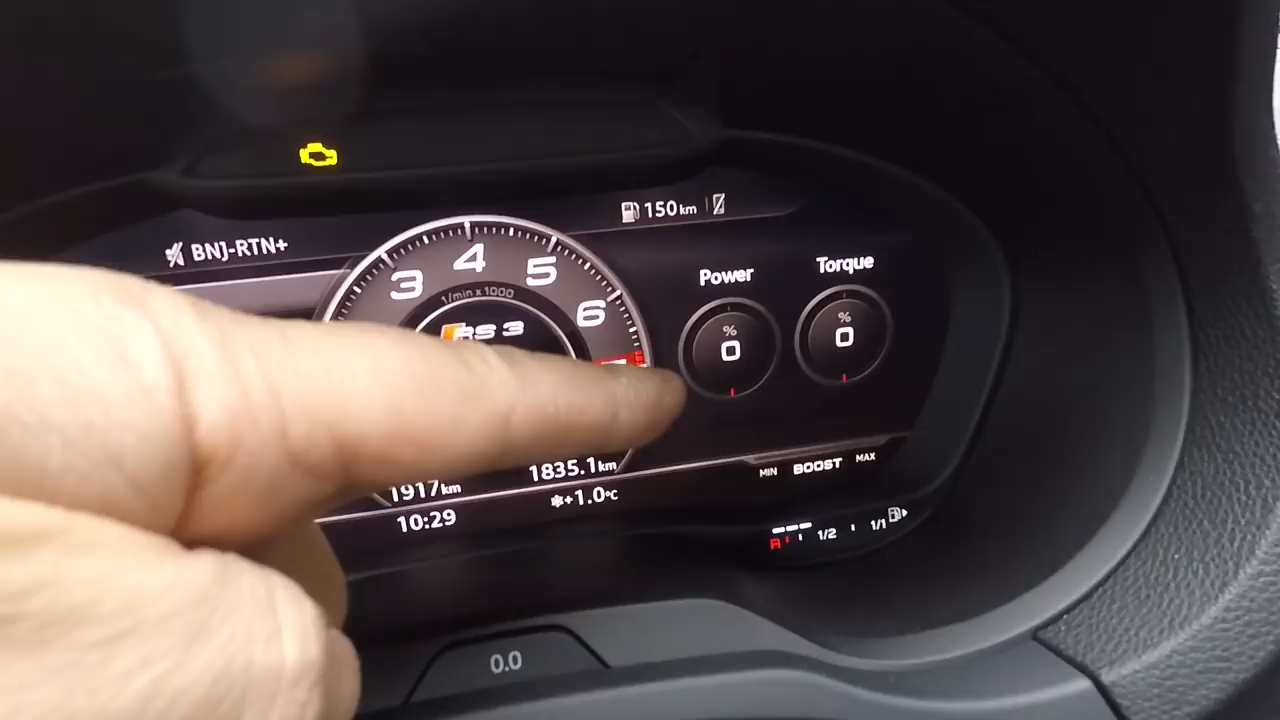 150 km
BNJ-RTN+
3
4
5
6
1/min x 1000
RS 3
Power
% 0
Torque
% 0
1917 km
1835.1 km
10:29
+1.0°C
MIN BOOST MAX
R 1/2 1/1
0.0